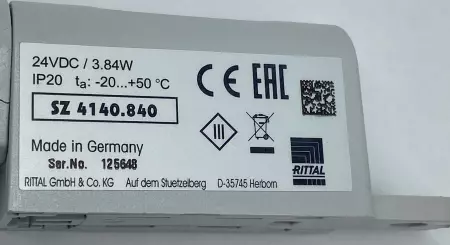 24VDC / 3.84W
IP20 ta: -20...+50 °C
SZ 4140.840
CE EAC
III
Made in Germany
Ser.No. 125648
RITTAL
RITTAL GmbH & Co. KG Auf dem Stuetzelberg D-35745 Herborn